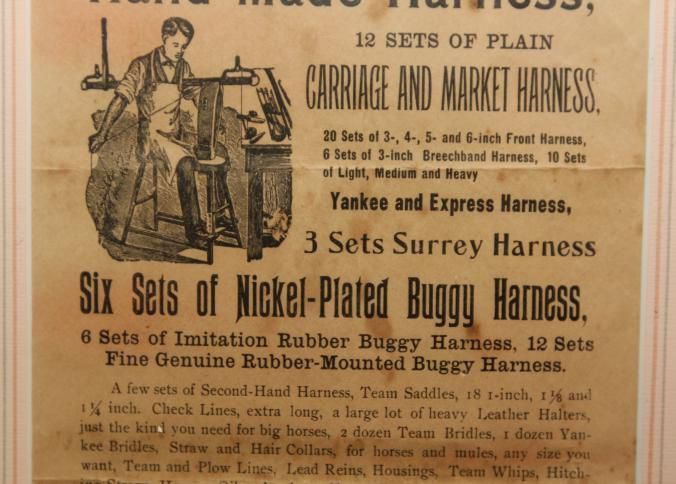 Hand-Made Harness,
12 SETS OF PLAIN
CARRIAGE AND MARKET HARNESS,
20 Sets of 3-, 4-, 5- and 6-inch Front Harness,
6 Sets of 3-inch Breechband Harness, 10 Sets
of Light, Medium and Heavy
Yankee and Express Harness,
3 Sets Surrey Harness
Six Sets of Nickel-Plated Buggy Harness,
6 Sets of Imitation Rubber Buggy Harness, 12 Sets
Fine Genuine Rubber-Mounted Buggy Harness.
A few sets of Second-Hand Harness, Team Saddles, 18 1-inch, 1⅛ and
1¼ inch. Check Lines, extra long, a large lot of heavy Leather Halters,
just the kind you need for big horses, 2 dozen Team Bridles, 1 dozen Yan-
kee Bridles, Straw and Hair Collars, for horses and mules, any size you
want, Team and Plow Lines, Lead Reins, Housings, Team Whips, Hitch-